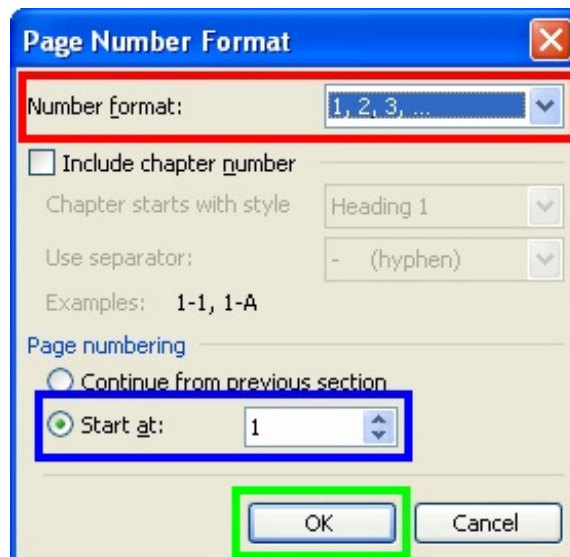 Page Number Format
Number format: 1, 2, 3, ...
Include chapter number
Chapter starts with style Heading 1
Use separator: - (hyphen)
Examples: 1-1, 1-A
Page numbering
Continue from previous section
Start at: 1
OK Cancel